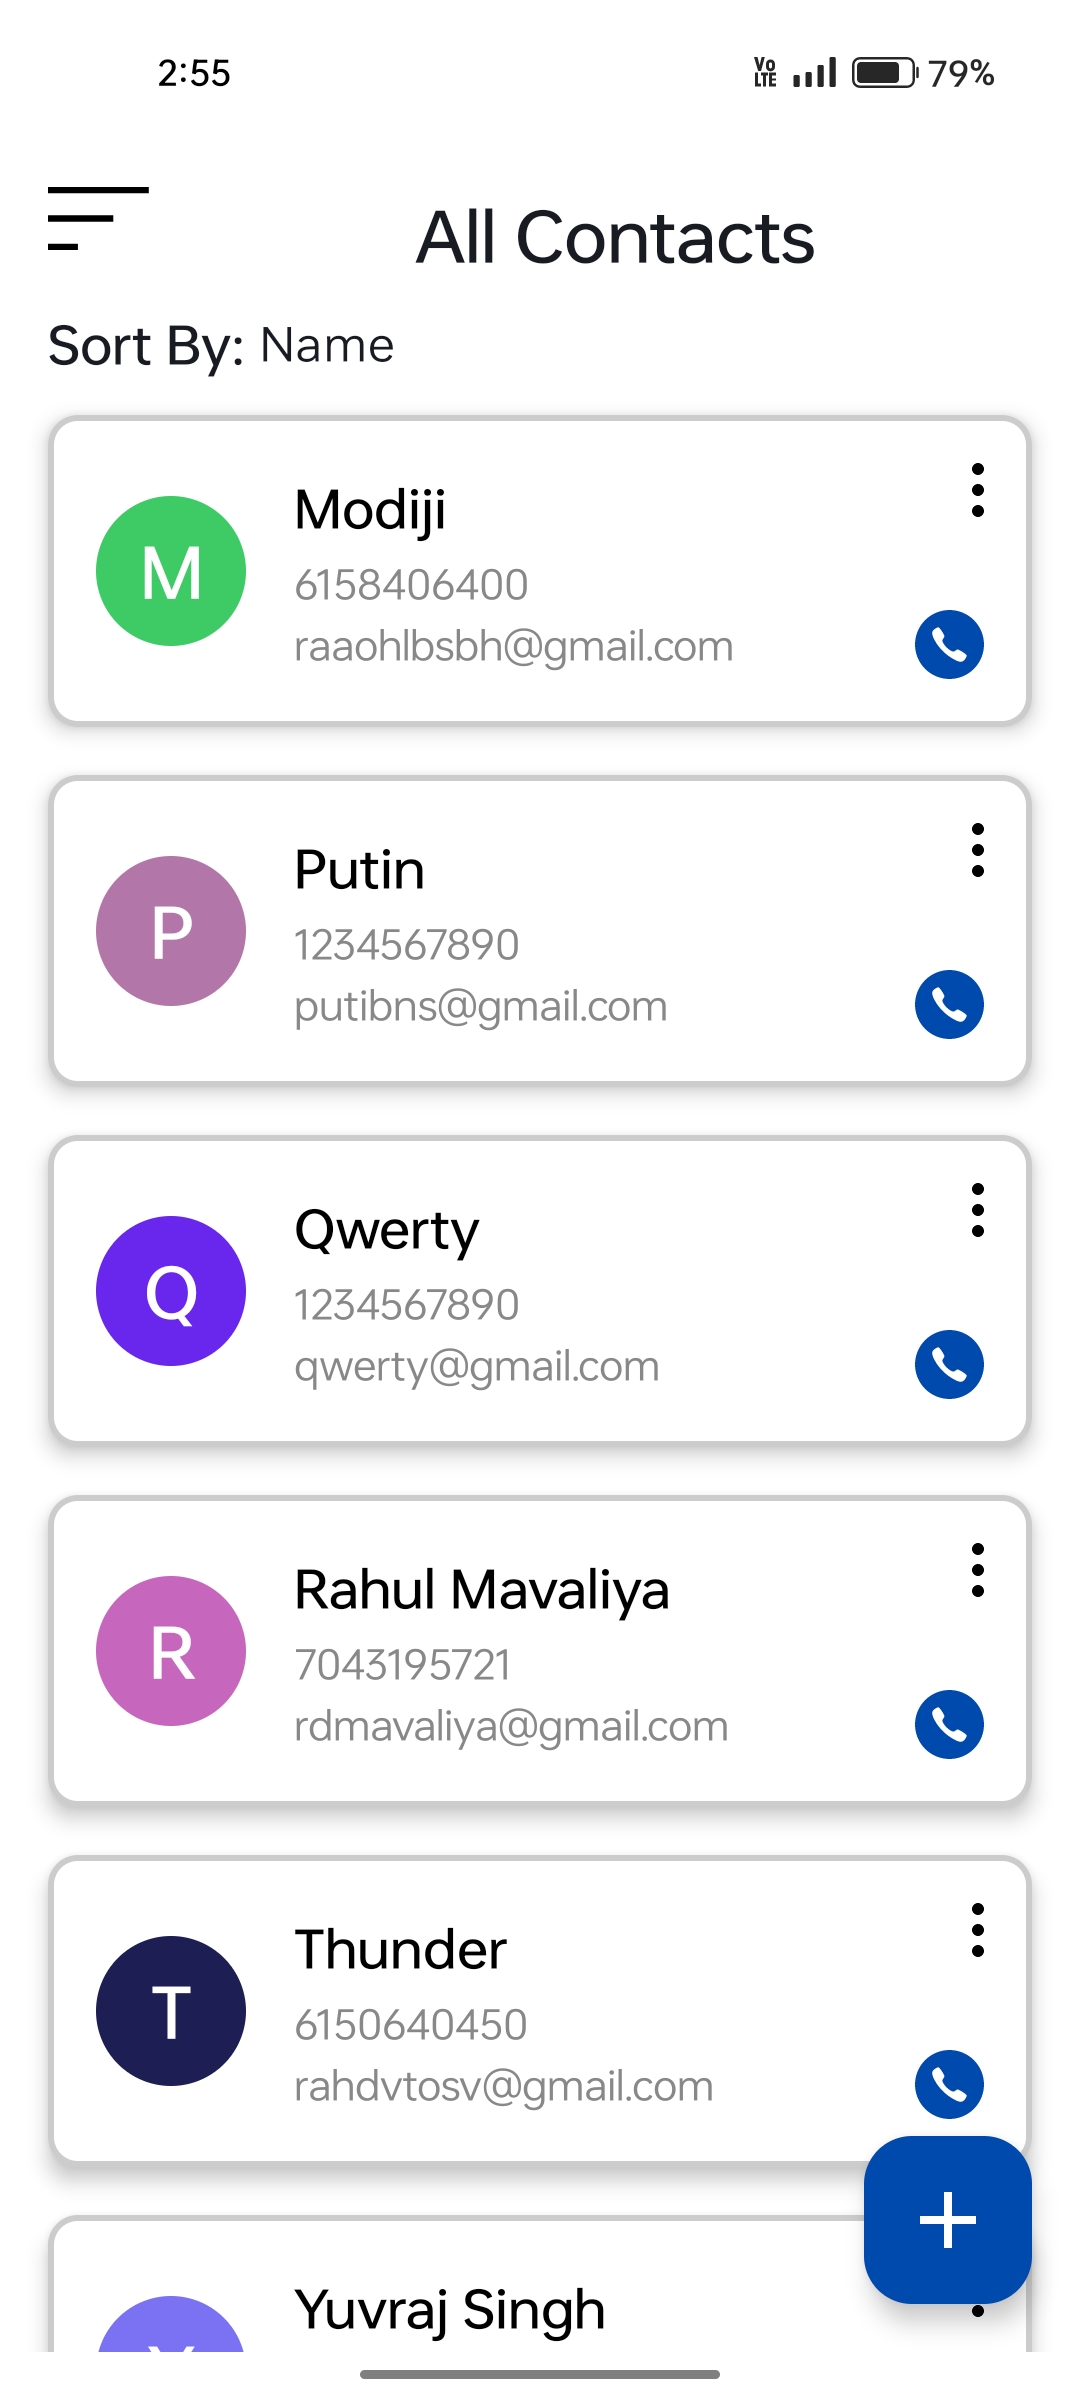 2:55 Vo LTE 79%
All Contacts
Sort By: Name
M
Modiji
6158406400
raaohlbsbh@gmail.com
P
Putin
1234567890
putibns@gmail.com
Q
Qwerty
1234567890
qwerty@gmail.com
R
Rahul Mavaliya
7043195721
rdmavaliya@gmail.com
T
Thunder
6150640450
rahdvtosv@gmail.com
Yuvraj Singh